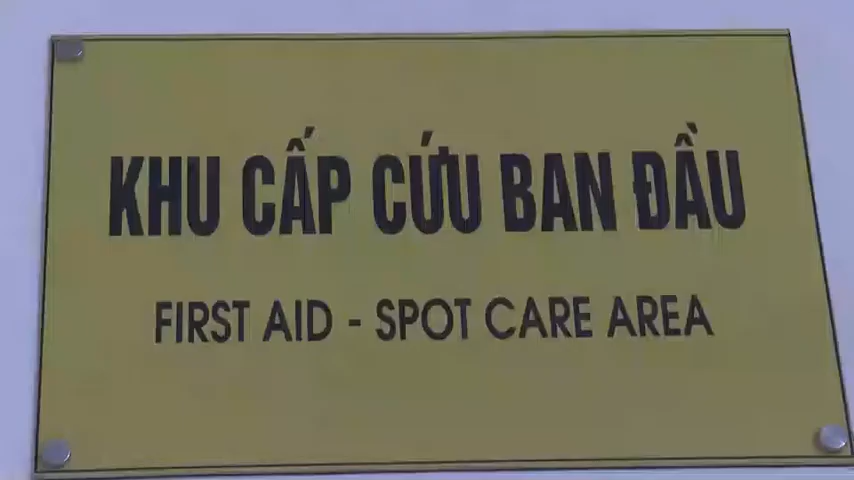 KHU CẤP CỨU BAN ĐẦU
FIRST AID - SPOT CARE AREA